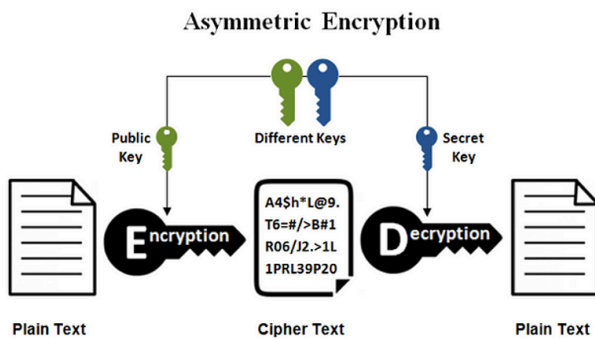 Asymmetric Encryption
Public
Key
Different Keys
Secret
Key
Encryption
A4$h*L@9.
T6=#/>B#1
R06/J2.>1L
1PRL39P20
Decryption
Plain Text
Cipher Text
Plain Text